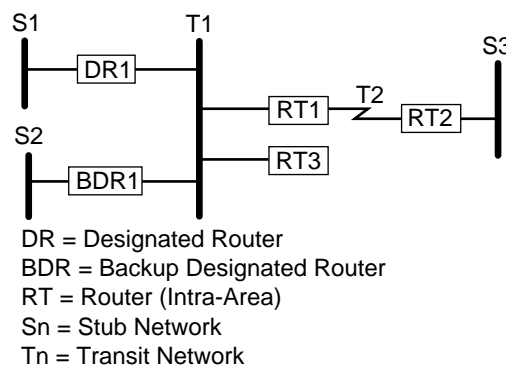 S1
T1
S3
DR1
T2
RT1
RT2
S2
RT3
BDR1
DR = Designated Router
BDR = Backup Designated Router
RT = Router (Intra-Area)
Sn = Stub Network
Tn = Transit Network